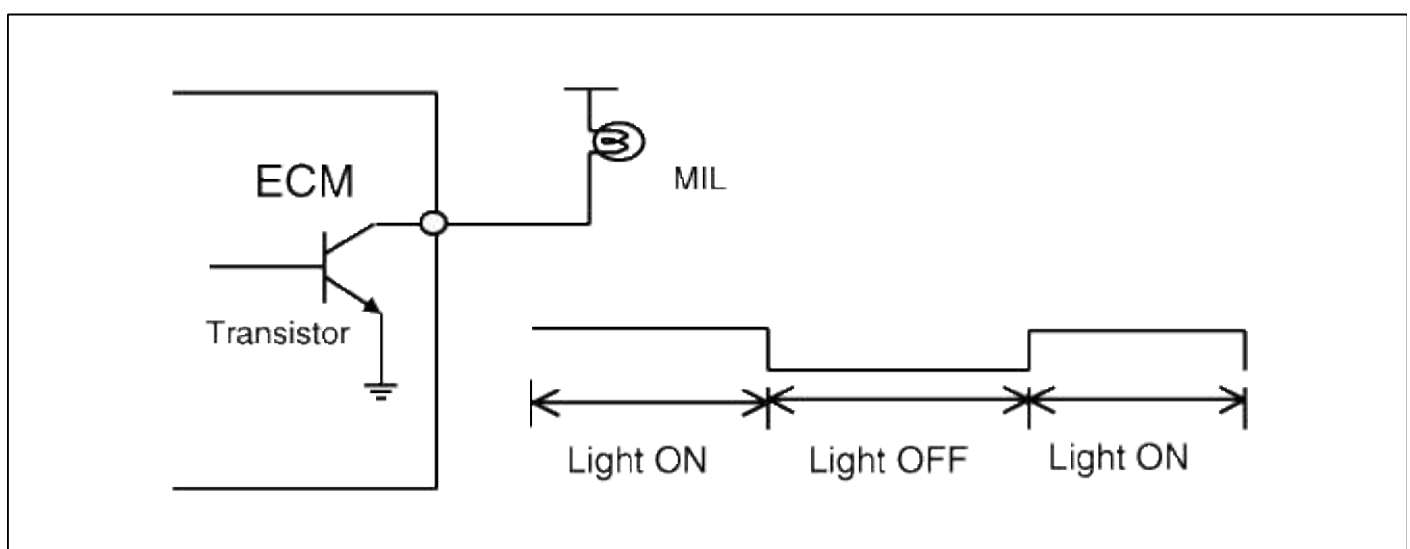 ECM
MIL
Transistor
Light ON
Light OFF
Light ON